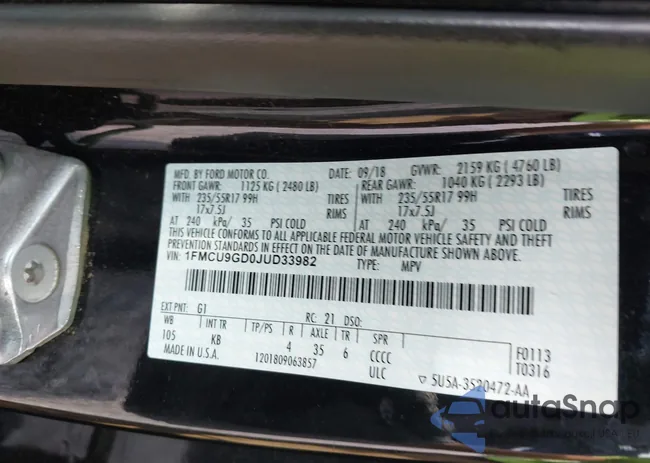 MFD. BY FORD MOTOR CO. DATE: 09/18 GVWR: 2159 KG ( 4760 LB)
FRONT GAWR: 1125 KG ( 2480 LB) REAR GAWR: 1040 KG ( 2293 LB)
WITH 235/55R17 99H TIRES WITH 235/55R17 99H TIRES
17x7.5J RIMS 17x7.5J RIMS
AT 240 kPa/ 35 PSI COLD AT 240 kPa/ 35 PSI COLD
THIS VEHICLE CONFORMS TO ALL APPLICABLE FEDERAL MOTOR VEHICLE SAFETY AND THEFT
PREVENTION STANDARDS IN EFFECT ON THE DATE OF MANUFACTURE SHOWN ABOVE.
VIN: 1FMCU9GD0JUD33982 TYPE: MPV
EXT PNT: G1 RC: 21 DSO:
WB INT TR TP/PS R AXLE TR SPR
105 KB 4 35 6 CCCC F0113
MADE IN U.S.A. 1201809063857 ULC T0316
▽ 5U5A-3520472-AA
autoSnap